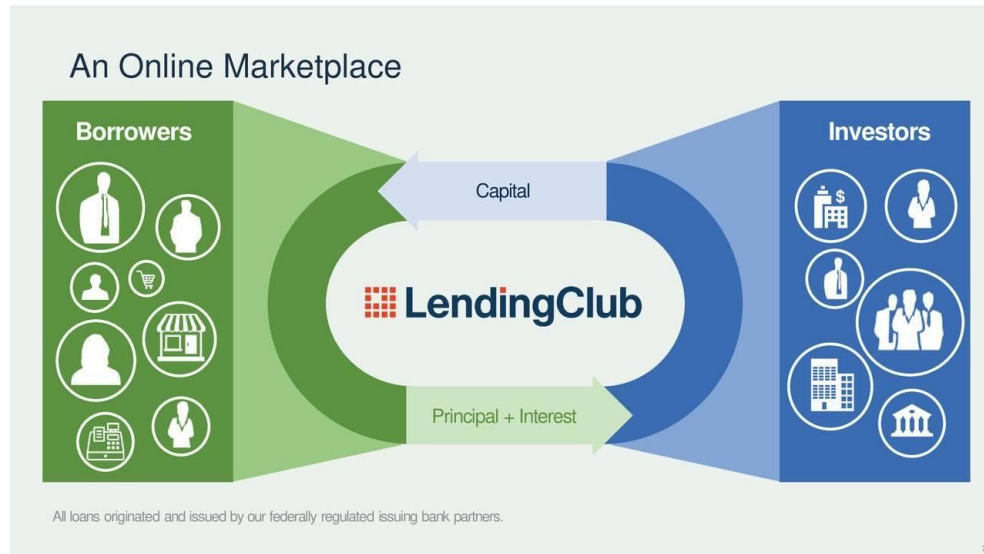 An Online Marketplace
Borrowers
Investors
Capital
$
LendingClub
Principal + Interest
All loans originated and issued by our federally regulated issuing bank partners.